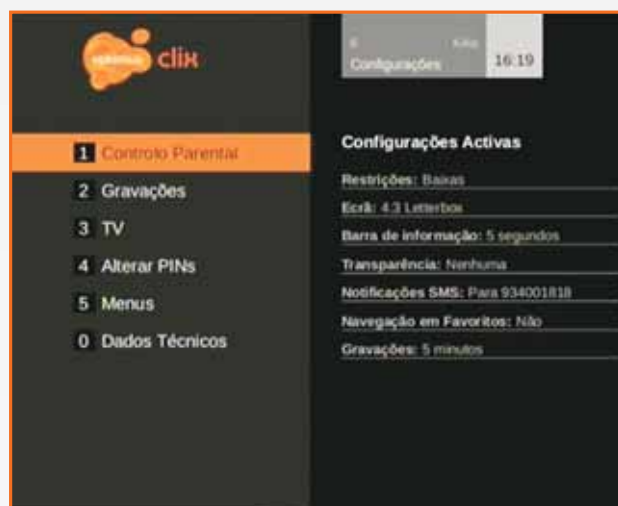 clix
Configurações
16:19
1 Controlo Parental
2 Gravações
3 TV
4 Alterar PINs
5 Menus
0 Dados Técnicos
Configurações Activas
Restrições: Baixas
Ecrã: 4:3 Letterbox
Barra de informação: 5 segundos
Transparência: Nenhuma
Notificações SMS: Para 934001818
Navegação em Favoritos: Não
Gravações: 5 minutos